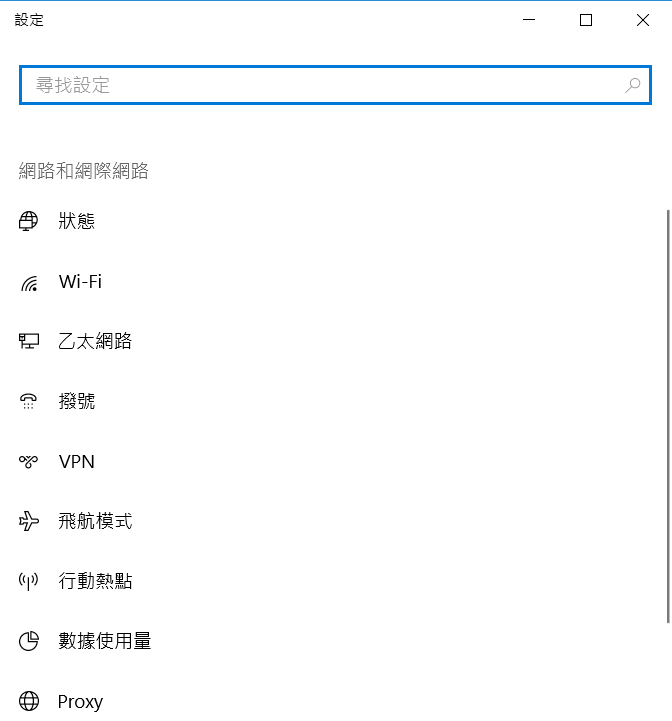 設定
尋找設定
網路和網際網路
狀態
Wi-Fi
乙太網路
撥號
VPN
飛航模式
行動熱點
數據使用量
Proxy